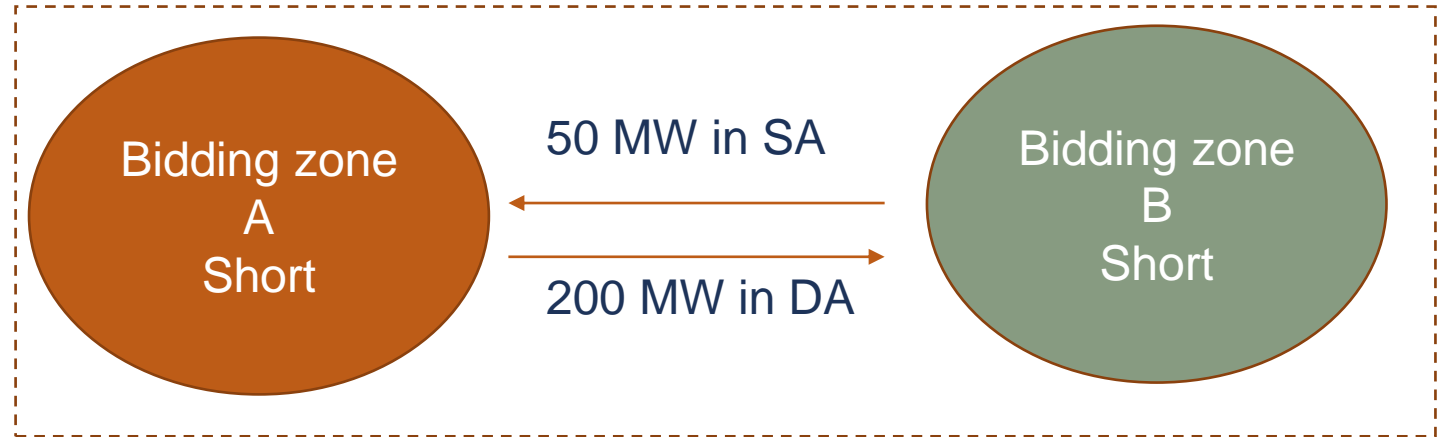 Bidding zone
A
Short
50 MW in SA
200 MW in DA
Bidding zone
B
Short